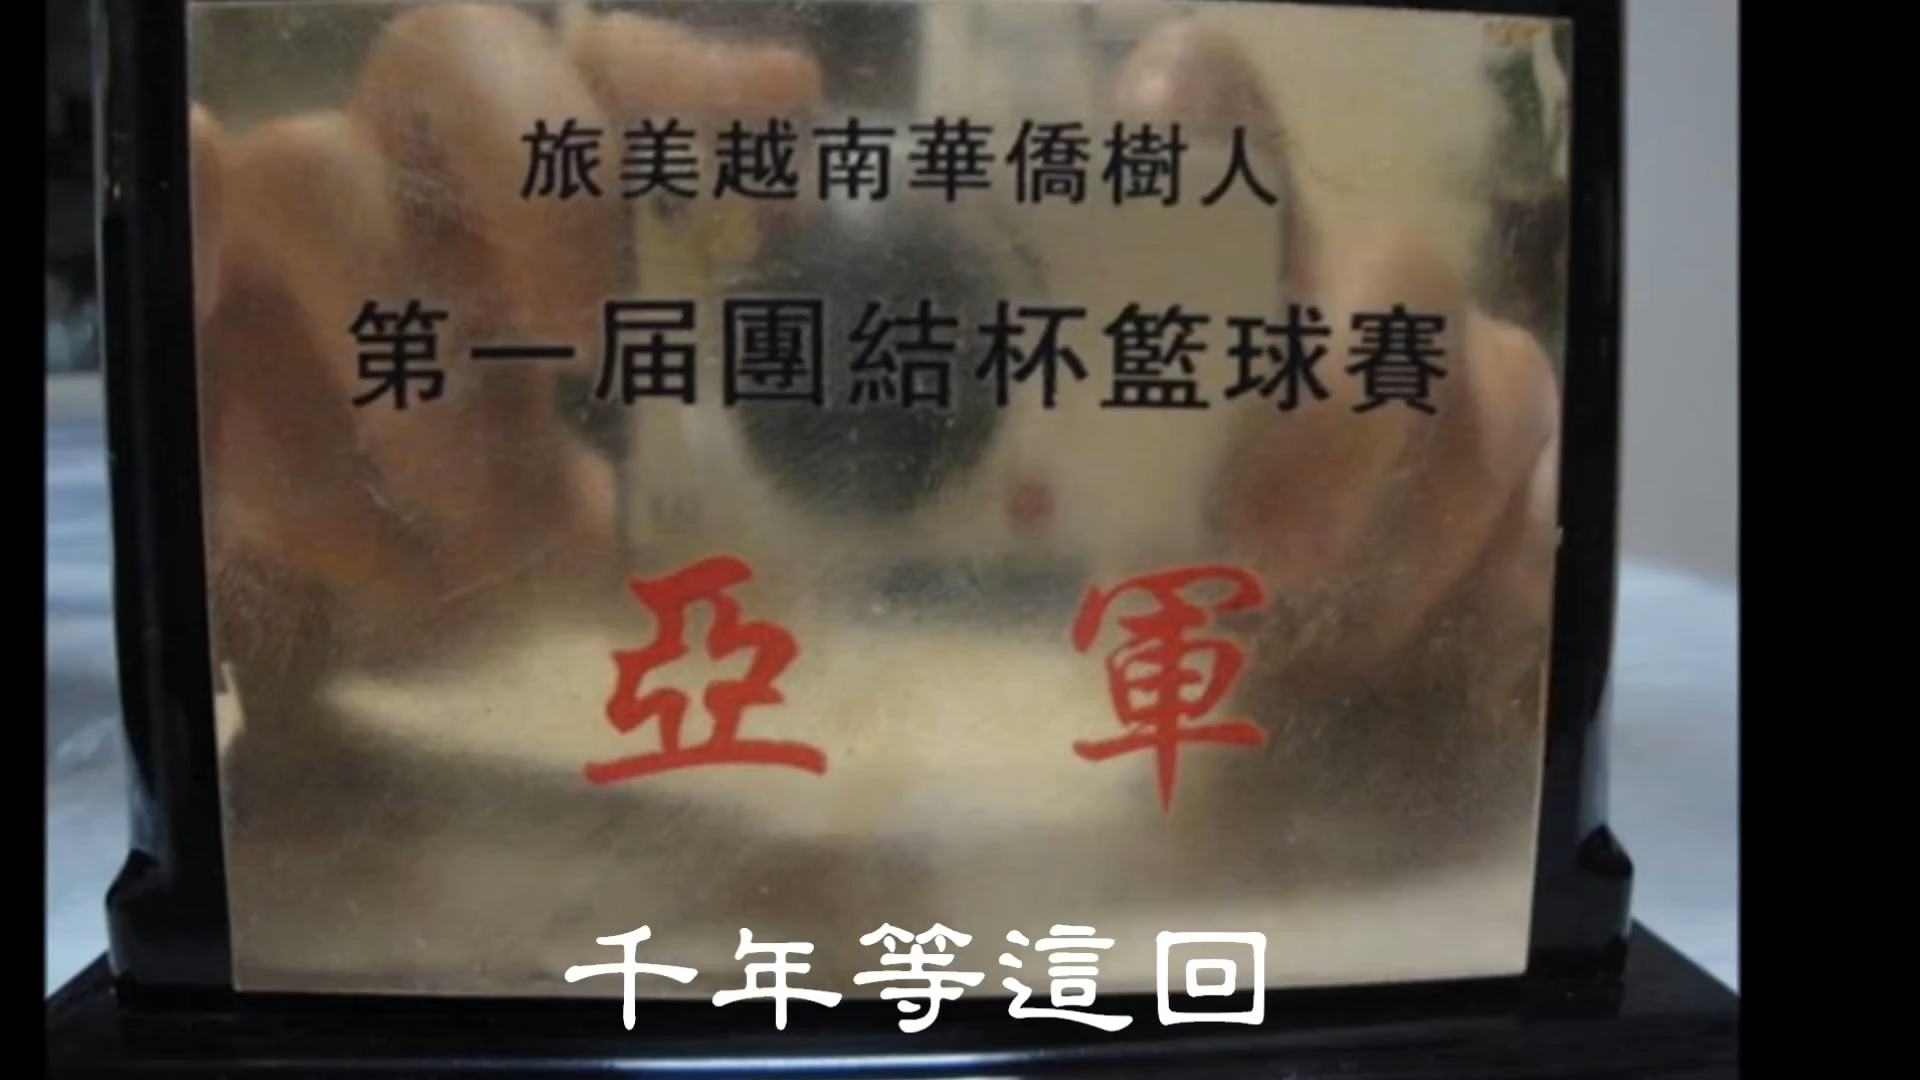 旅美越南華僑樹人
第一届團結杯籃球賽
亞軍
千年等這回